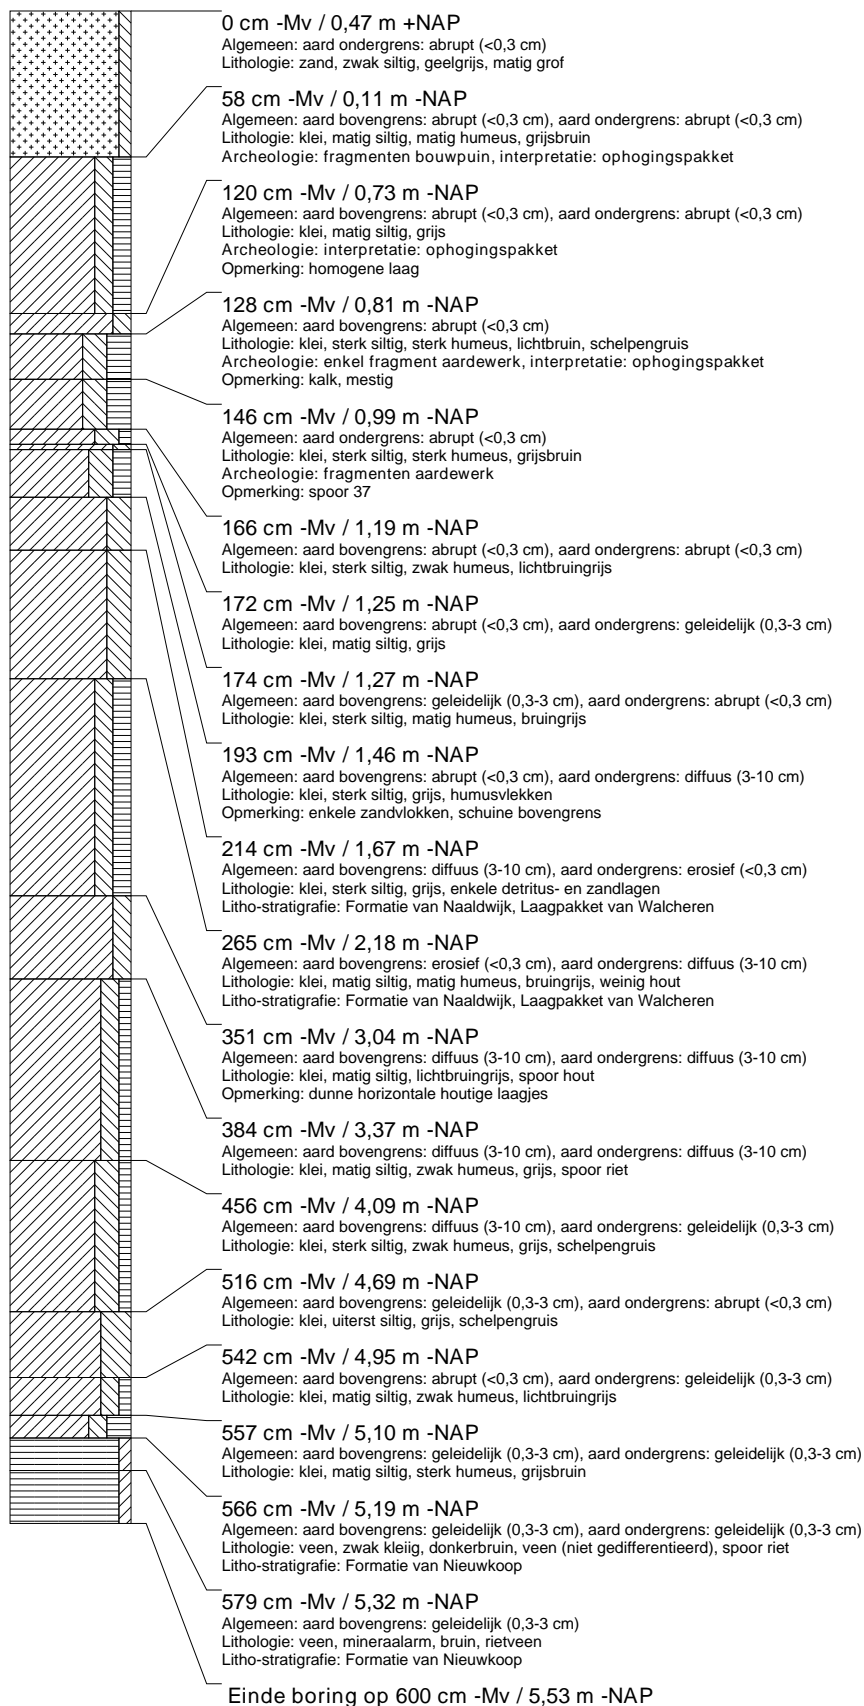 0 cm -Mv / 0,47 m +NAP
Algemeen: aard ondergrens: abrupt (<0,3 cm)
Lithologie: zand, zwak siltig, geelgrijs, matig grof
58 cm -Mv / 0,11 m -NAP
Algemeen: aard bovengrens: abrupt (<0,3 cm), aard ondergrens: abrupt (<0,3 cm)
Lithologie: klei, matig siltig, matig humeus, grijsbruin
Archeologie: fragmenten bouwpuin, interpretatie: ophogingspakket
120 cm -Mv / 0,73 m -NAP
Algemeen: aard bovengrens: abrupt (<0,3 cm), aard ondergrens: abrupt (<0,3 cm)
Lithologie: klei, matig siltig, grijs
Archeologie: interpretatie: ophogingspakket
Opmerking: homogene laag
128 cm -Mv / 0,81 m -NAP
Algemeen: aard bovengrens: abrupt (<0,3 cm)
Lithologie: klei, sterk siltig, sterk humeus, lichtbruin, schelpengruis
Archeologie: enkel fragment aardewerk, interpretatie: ophogingspakket
Opmerking: kalk, mestig
146 cm -Mv / 0,99 m -NAP
Algemeen: aard ondergrens: abrupt (<0,3 cm)
Lithologie: klei, sterk siltig, sterk humeus, grijsbruin
Archeologie: fragmenten aardewerk
Opmerking: spoor 37
166 cm -Mv / 1,19 m -NAP
Algemeen: aard bovengrens: abrupt (<0,3 cm), aard ondergrens: abrupt (<0,3 cm)
Lithologie: klei, sterk siltig, zwak humeus, lichtbruingrijs
172 cm -Mv / 1,25 m -NAP
Algemeen: aard bovengrens: abrupt (<0,3 cm), aard ondergrens: geleidelijk (0,3-3 cm)
Lithologie: klei, matig siltig, grijs
174 cm -Mv / 1,27 m -NAP
Algemeen: aard bovengrens: geleidelijk (0,3-3 cm), aard ondergrens: abrupt (<0,3 cm)
Lithologie: klei, sterk siltig, matig humeus, bruingrijs
193 cm -Mv / 1,46 m -NAP
Algemeen: aard bovengrens: abrupt (<0,3 cm), aard ondergrens: diffuus (3-10 cm)
Lithologie: klei, sterk siltig, grijs, humusvlekken
Opmerking: enkele zandvlokken, schuine bovengrens
214 cm -Mv / 1,67 m -NAP
Algemeen: aard bovengrens: diffuus (3-10 cm), aard ondergrens: erosief (<0,3 cm)
Lithologie: klei, sterk siltig, grijs, enkele detritus- en zandlagen
Litho-stratigrafie: Formatie van Naaldwijk, Laagpakket van Walcheren
265 cm -Mv / 2,18 m -NAP
Algemeen: aard bovengrens: erosief (<0,3 cm), aard ondergrens: diffuus (3-10 cm)
Lithologie: klei, matig siltig, matig humeus, bruingrijs, weinig hout
Litho-stratigrafie: Formatie van Naaldwijk, Laagpakket van Walcheren
351 cm -Mv / 3,04 m -NAP
Algemeen: aard bovengrens: diffuus (3-10 cm), aard ondergrens: diffuus (3-10 cm)
Lithologie: klei, matig siltig, lichtbruingrijs, spoor hout
Opmerking: dunne horizontale houtige laagjes
384 cm -Mv / 3,37 m -NAP
Algemeen: aard bovengrens: diffuus (3-10 cm), aard ondergrens: diffuus (3-10 cm)
Lithologie: klei, matig siltig, zwak humeus, grijs, spoor riet
456 cm -Mv / 4,09 m -NAP
Algemeen: aard bovengrens: diffuus (3-10 cm), aard ondergrens: geleidelijk (0,3-3 cm)
Lithologie: klei, sterk siltig, zwak humeus, grijs, schelpengruis
516 cm -Mv / 4,69 m -NAP
Algemeen: aard bovengrens: geleidelijk (0,3-3 cm), aard ondergrens: abrupt (<0,3 cm)
Lithologie: klei, uiterst siltig, grijs, schelpengruis
542 cm -Mv / 4,95 m -NAP
Algemeen: aard bovengrens: abrupt (<0,3 cm), aard ondergrens: geleidelijk (0,3-3 cm)
Lithologie: klei, matig siltig, zwak humeus, lichtbruingrijs
557 cm -Mv / 5,10 m -NAP
Algemeen: aard bovengrens: geleidelijk (0,3-3 cm), aard ondergrens: geleidelijk (0,3-3 cm)
Lithologie: klei, matig siltig, sterk humeus, grijsbruin
566 cm -Mv / 5,19 m -NAP
Algemeen: aard bovengrens: geleidelijk (0,3-3 cm), aard ondergrens: geleidelijk (0,3-3 cm)
Lithologie: veen, zwak kleiig, donkerbruin, veen (niet gedifferentieerd), spoor riet
Litho-stratigrafie: Formatie van Nieuwkoop
579 cm -Mv / 5,32 m -NAP
Algemeen: aard bovengrens: geleidelijk (0,3-3 cm)
Lithologie: veen, mineraalarm, bruin, rietveen
Litho-stratigrafie: Formatie van Nieuwkoop
Einde boring op 600 cm -Mv / 5,53 m -NAP